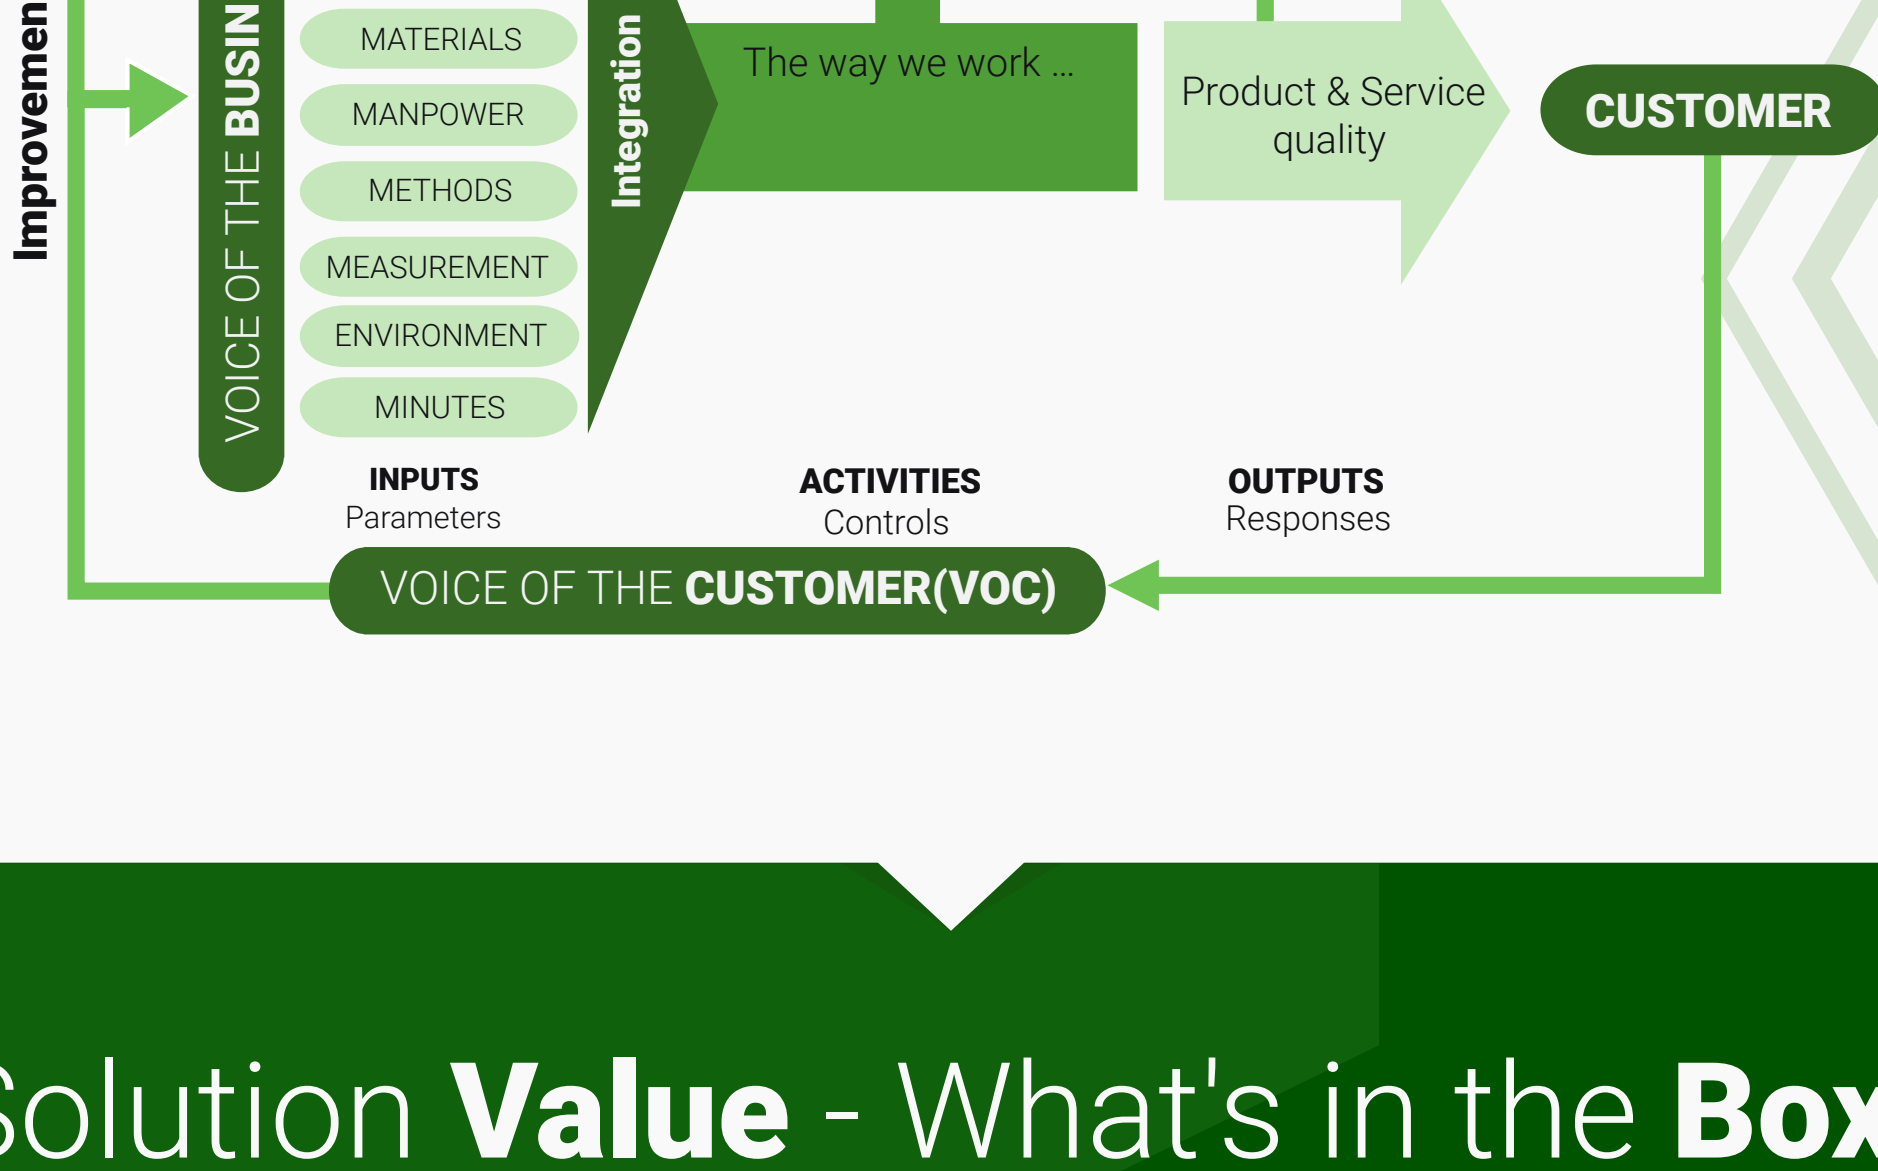 Improvemen
VOICE OF THE BUSIN
MATERIALS
MANPOWER
METHODS
MEASUREMENT
ENVIRONMENT
MINUTES
Integration
The way we work ...
Product & Service
quality
CUSTOMER
INPUTS
Parameters
ACTIVITIES
Controls
OUTPUTS
Responses
VOICE OF THE CUSTOMER(VOC)
Solution Value - What's in the Box